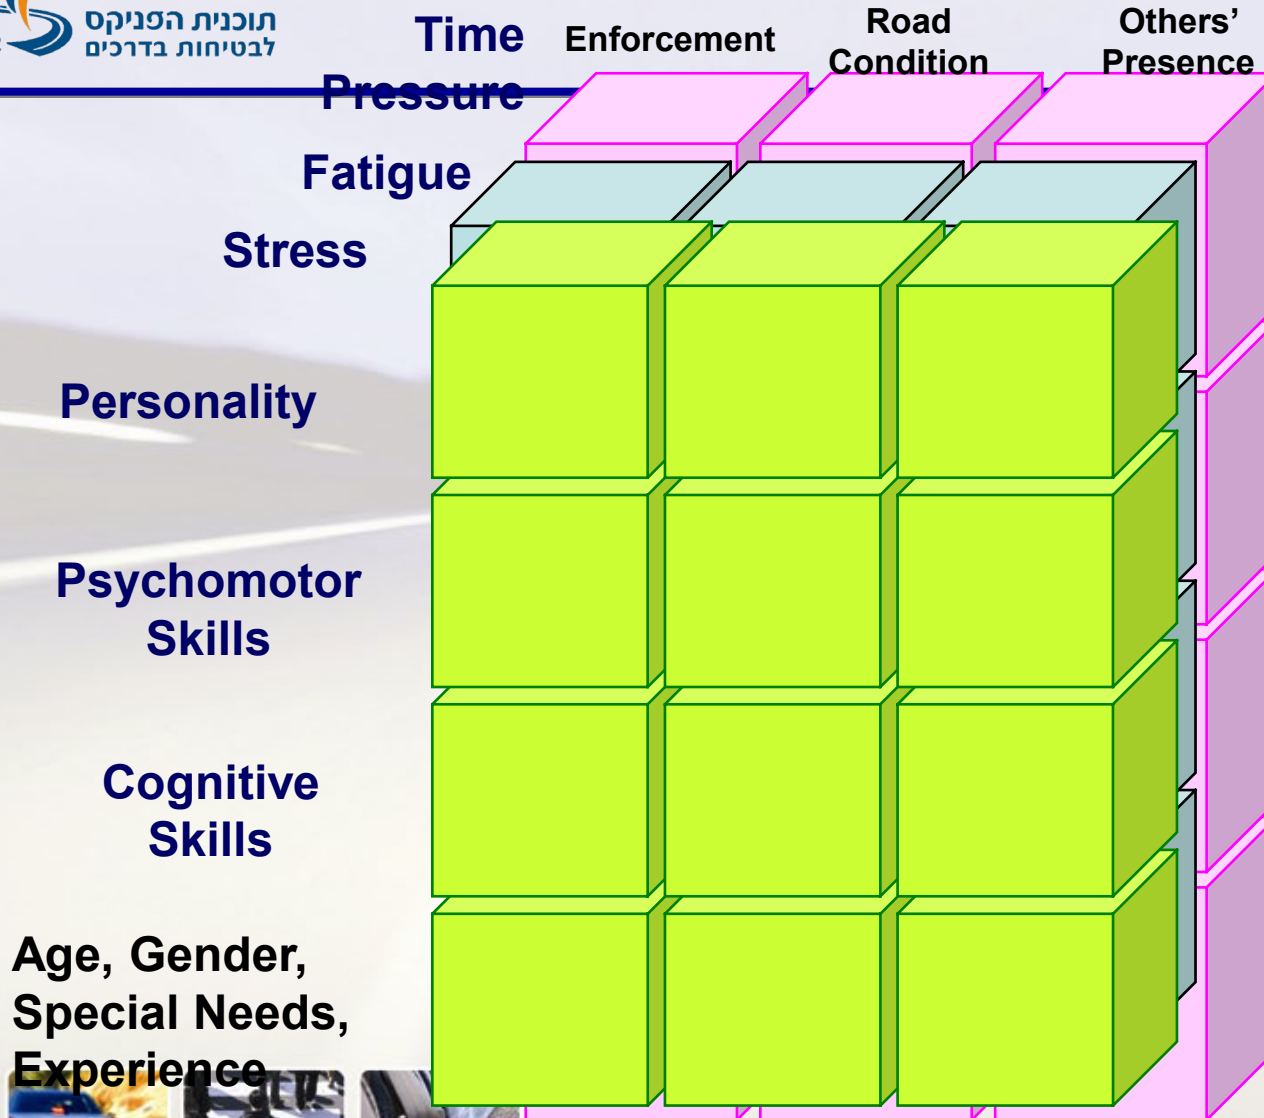 תוכנית הפניקס
לבטיחות בדרכים
Time
Pressure
Enforcement
Road
Condition
Others’
Presence
Fatigue
Stress
Personality
Psychomotor
Skills
Cognitive
Skills
Age, Gender,
Special Needs,
Experience